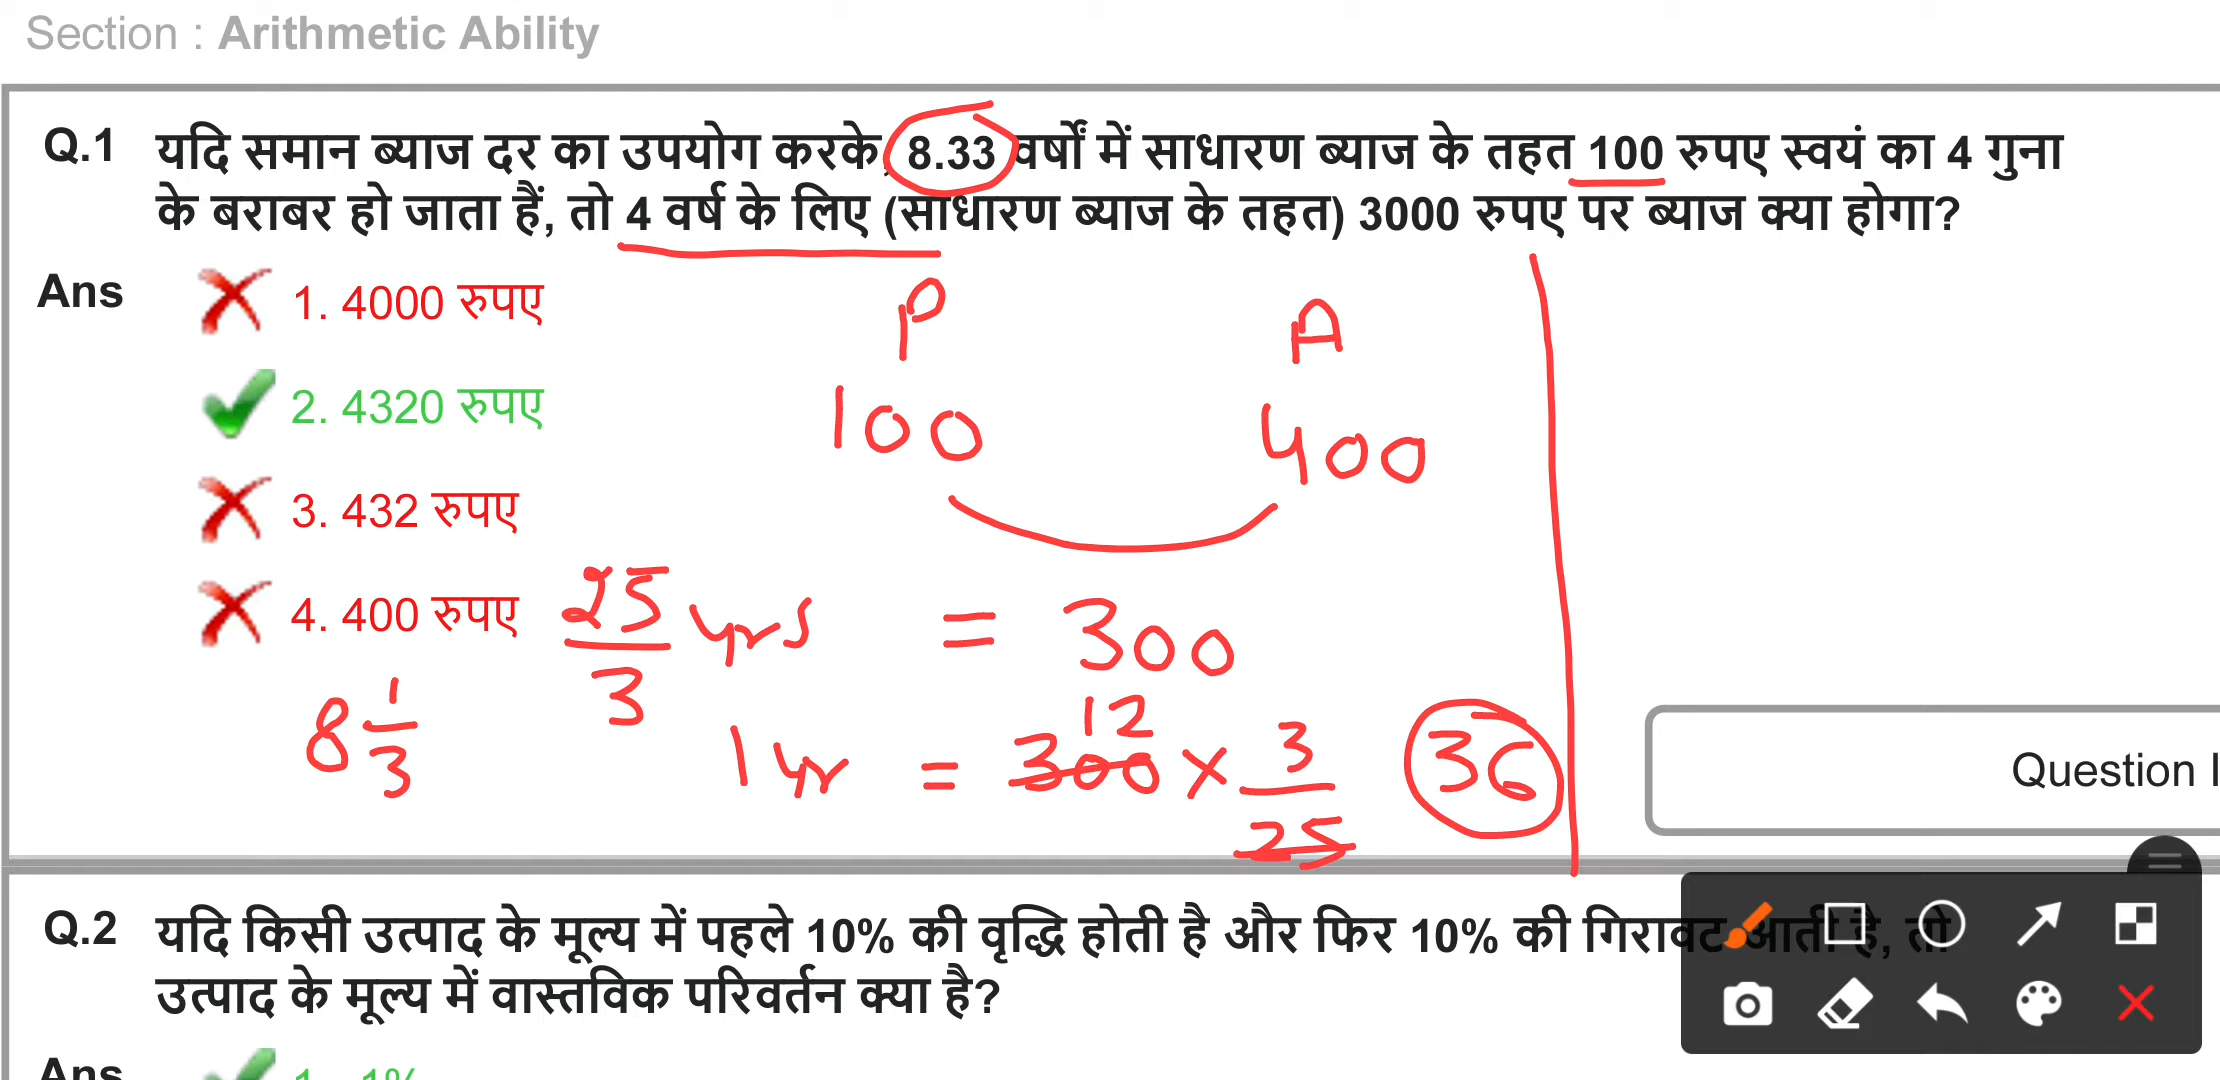 Section : Arithmetic Ability
Q.1 यदि समान ब्याज दर का उपयोग करके, 8.33 वर्षों में साधारण ब्याज के तहत 100 रुपए स्वयं का 4 गुना
के बराबर हो जाता हैं, तो 4 वर्ष के लिए (साधारण ब्याज के तहत) 3000 रुपए पर ब्याज क्या होगा?
Ans 1. 4000 रुपए
P A
2. 4320 रुपए
100 400
3. 432 रुपए
4. 400 रुपए
25/3 yrs = 300
8 1/3
12
1 yr = 300 × 3/25 36
Question I
Q.2 यदि किसी उत्पाद के मूल्य में पहले 10% की वृद्धि होती है और फिर 10% की गिरावट आती है, तो
उत्पाद के मूल्य में वास्तविक परिवर्तन क्या है?
Ans